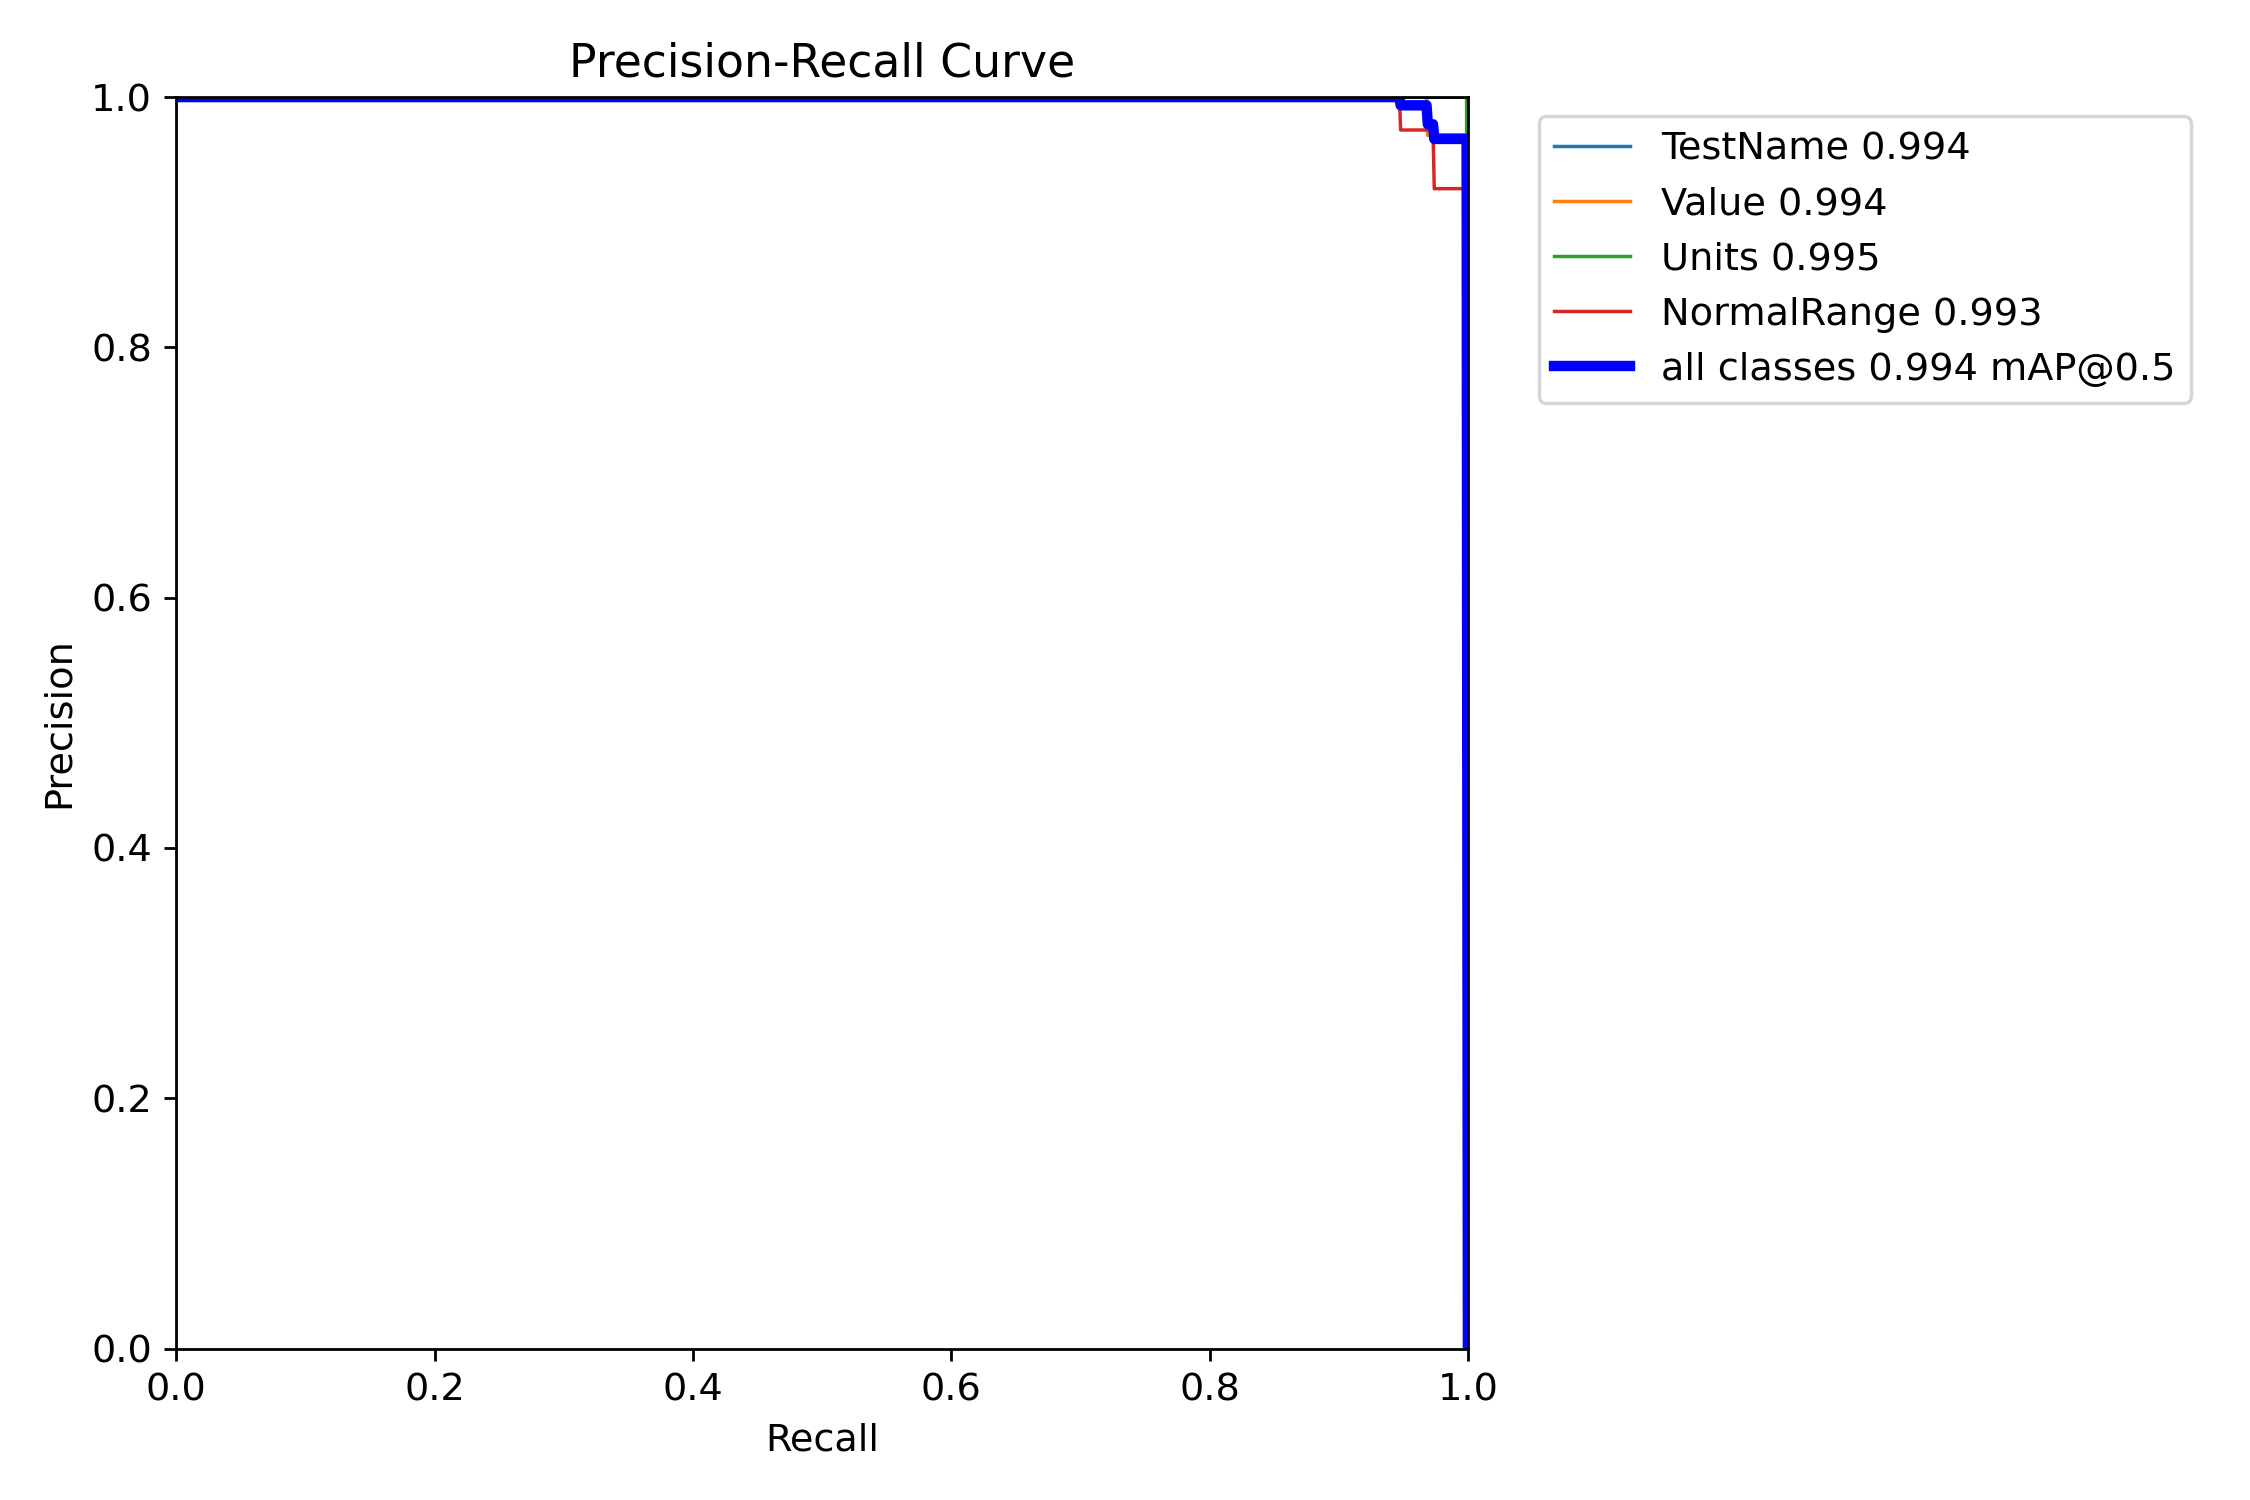 Precision-Recall Curve
1.0
0.8
0.6
0.4
0.2
0.0
Precision
0.0 0.2 0.4 0.6 0.8 1.0
Recall
TestName 0.994
Value 0.994
Units 0.995
NormalRange 0.993
all classes 0.994 mAP@0.5